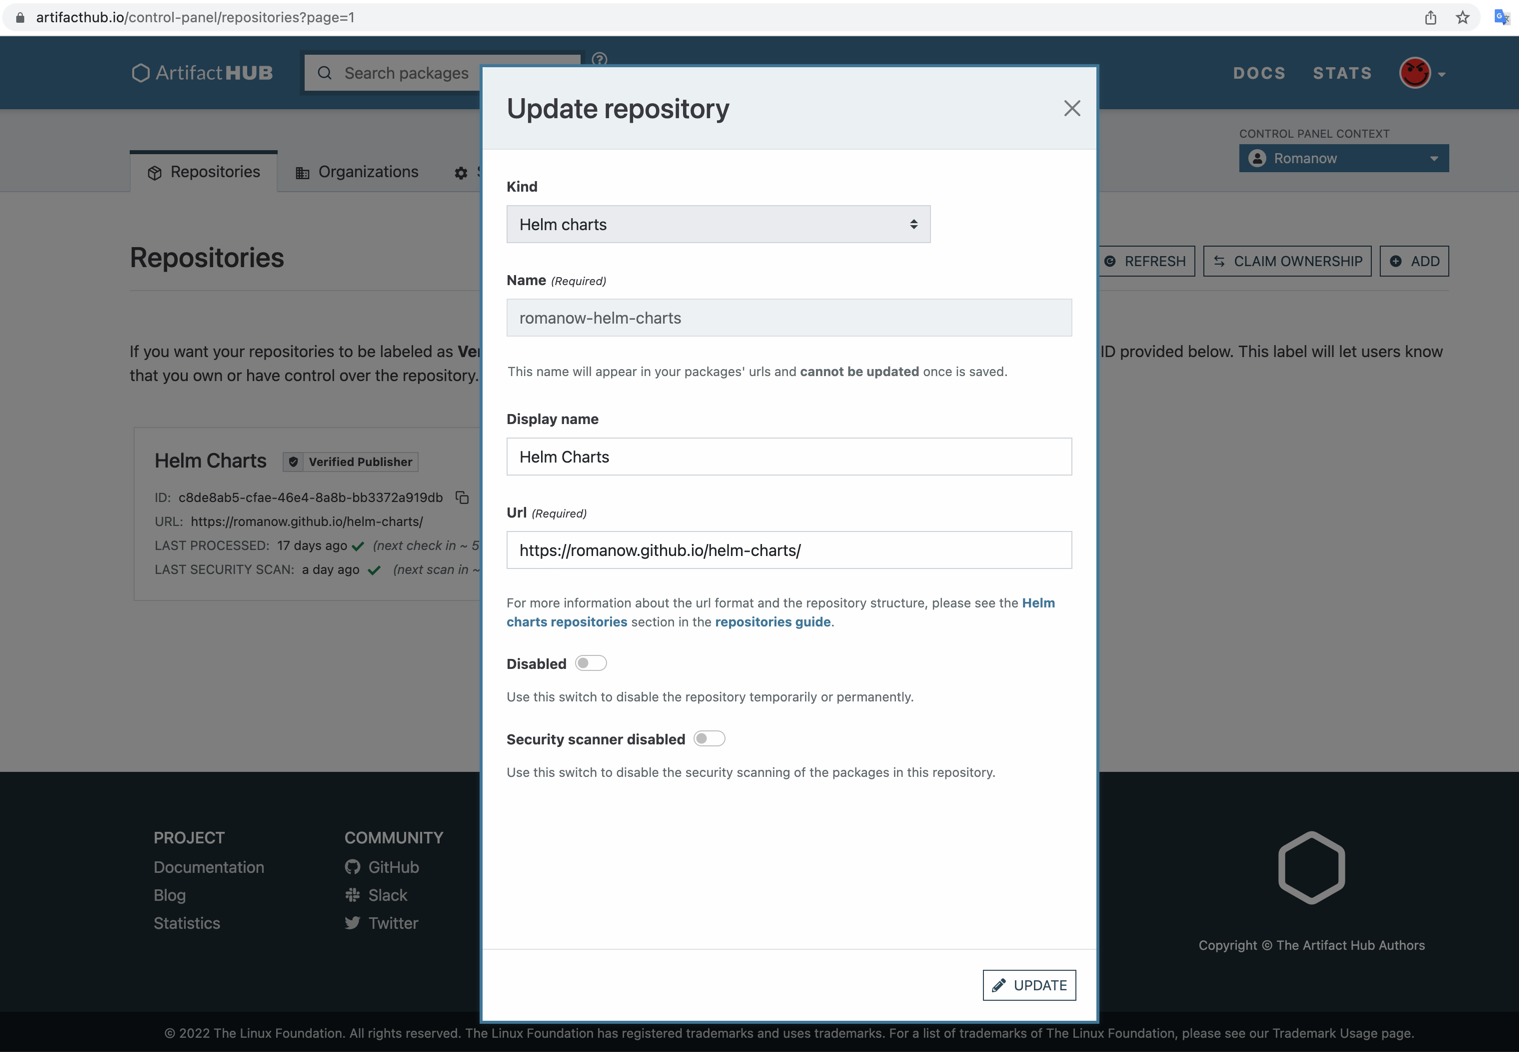 artifacthub.io/control-panel/repositories?page=1
Artifact HUB
Search packages
DOCS
STATS
CONTROL PANEL CONTEXT
Romanow
Repositories
Organizations
Repositories
REFRESH
CLAIM OWNERSHIP
ADD
If you want your repositories to be labeled as
ID provided below. This label will let users know
that you own or have control over the repository.
Helm Charts
Verified Publisher
ID: c8de8ab5-cfae-46e4-8a8b-bb3372a919db
URL: https://romanow.github.io/helm-charts/
LAST PROCESSED: 17 days ago (next check in ~ 5
LAST SECURITY SCAN: a day ago (next scan in ~
Update repository
Kind
Helm charts
Name (Required)
romanow-helm-charts
This name will appear in your packages' urls and cannot be updated once is saved.
Display name
Helm Charts
Url (Required)
https://romanow.github.io/helm-charts/
For more information about the url format and the repository structure, please see the Helm
charts repositories section in the repositories guide.
Disabled
Use this switch to disable the repository temporarily or permanently.
Security scanner disabled
Use this switch to disable the security scanning of the packages in this repository.
UPDATE
PROJECT
Documentation
Blog
Statistics
COMMUNITY
GitHub
Slack
Twitter
Copyright © The Artifact Hub Authors
© 2022 The Linux Foundation. All rights reserved. The Linux Foundation has registered trademarks and uses trademarks. For a list of trademarks of The Linux Foundation, please see our Trademark Usage page.